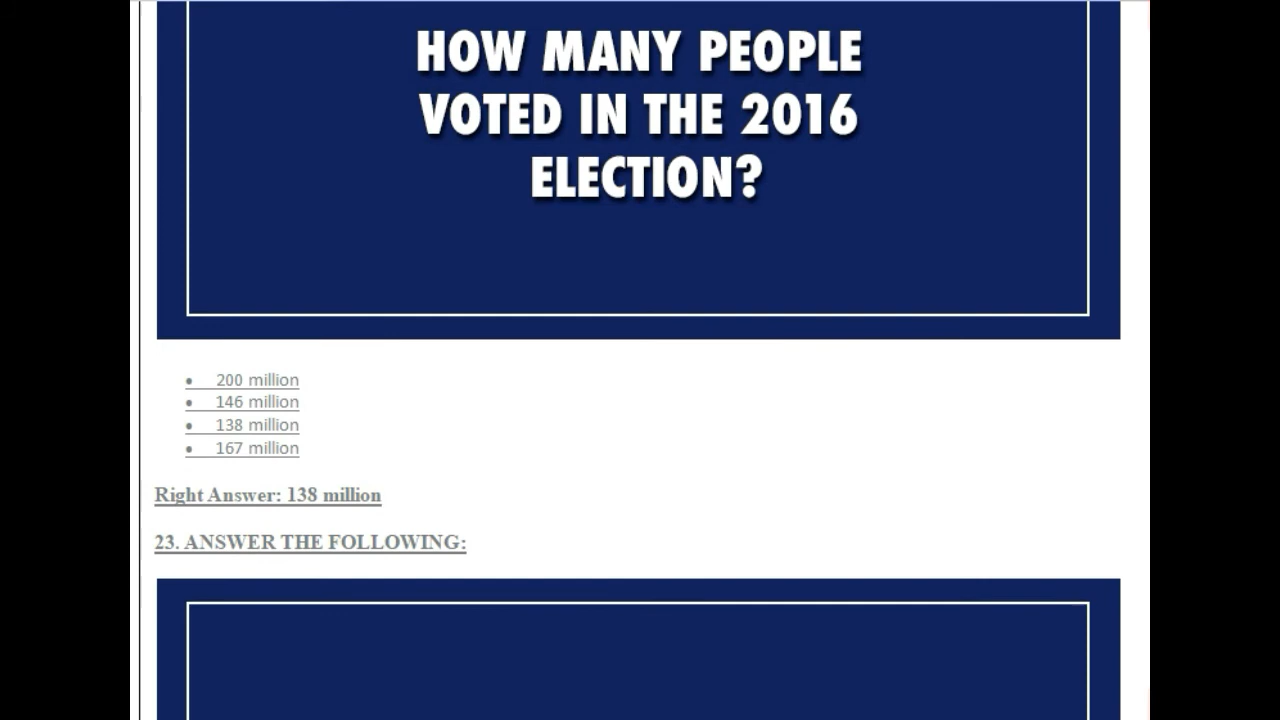 HOW MANY PEOPLE
VOTED IN THE 2016
ELECTION?
• 200 million
• 146 million
• 138 million
• 167 million
Right Answer: 138 million
23. ANSWER THE FOLLOWING: